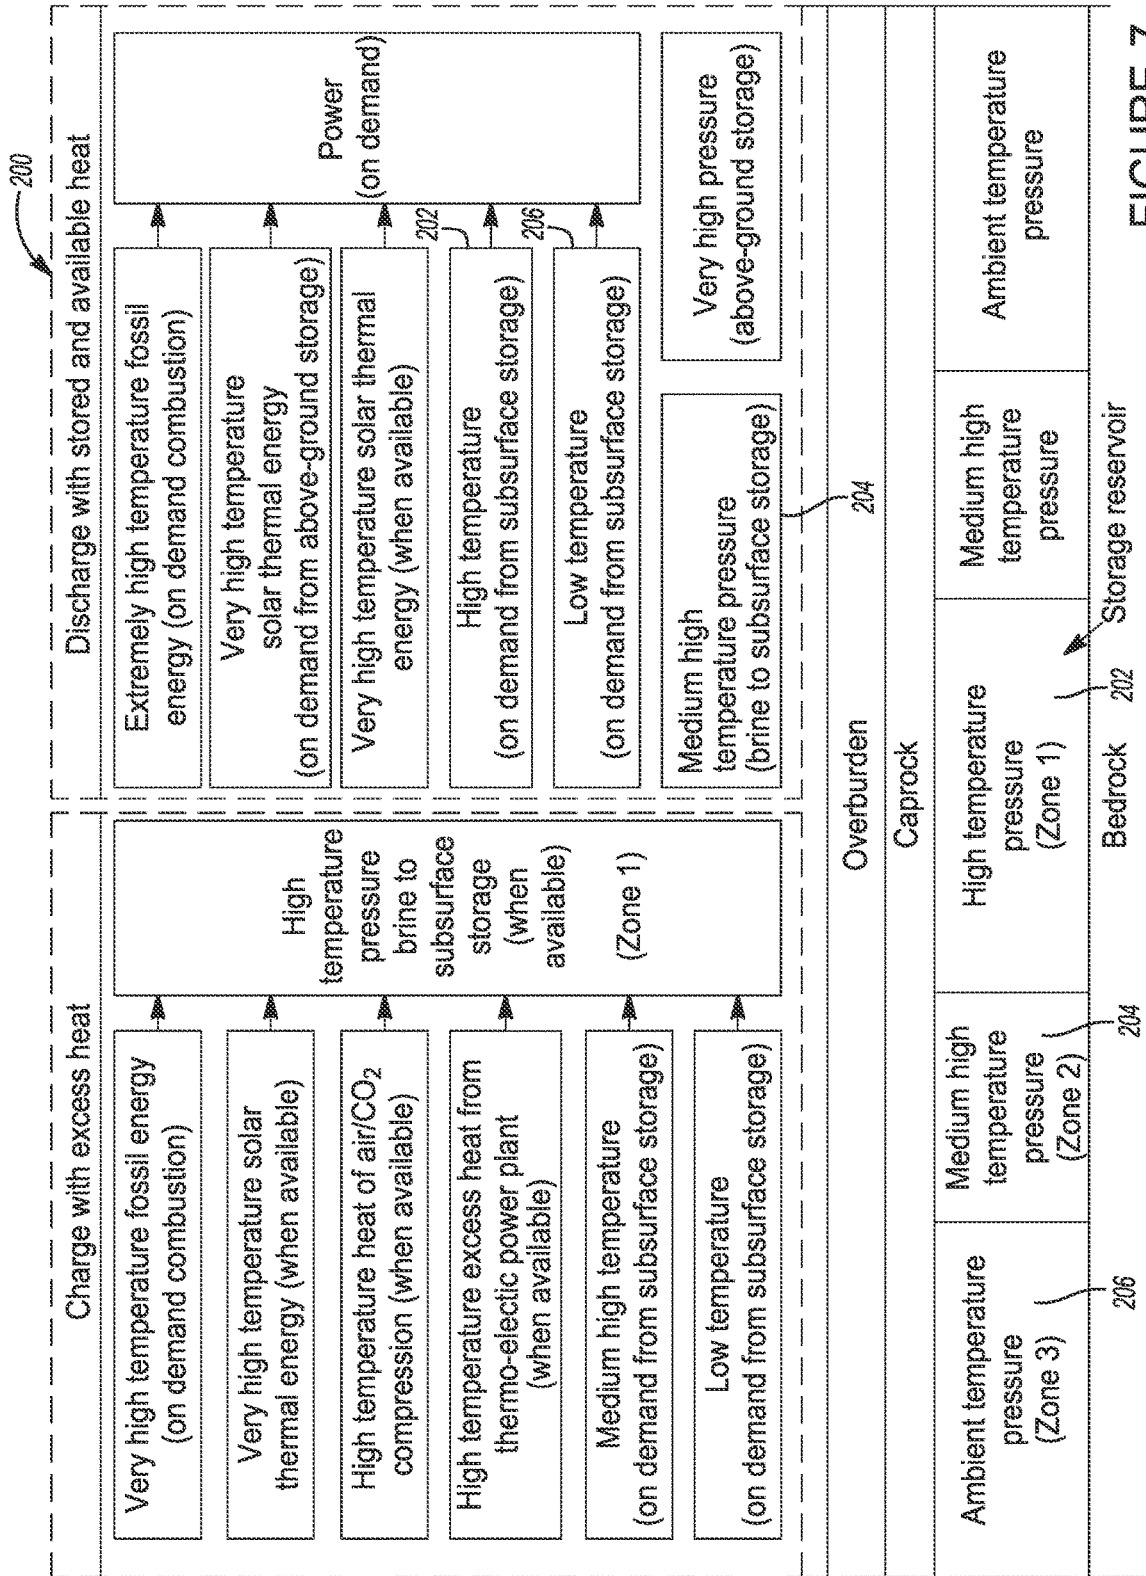 200
Charge with excess heat
Very high temperature fossil energy
(on demand combustion)
Very high temperature solar
thermal energy (when available)
High temperature heat of air/CO2
compression (when available)
High temperature excess heat from
thermo-electic power plant
(when available)
Medium high temperature
(on demand from subsurface storage)
Low temperature
(on demand from subsurface storage)
High
temperature
pressure
brine to
subsurface
storage
(when
available)
(Zone 1)
Discharge with stored and available heat
Extremely high temperature fossil
energy (on demand combustion)
Very high temperature
solar thermal energy
(on demand from above-ground storage)
Very high temperature solar thermal
energy (when available)
High temperature
(on demand from subsurface storage)
202
Low temperature
(on demand from subsurface storage)
206
Power
(on demand)
Medium high
temperature pressure
(brine to subsurface storage)
204
Very high pressure
(above-ground storage)
Overburden
Caprock
Ambient temperature
pressure
(Zone 3)
206
Medium high
temperature
pressure
(Zone 2)
204
High temperature
pressure
(Zone 1)
202
Medium high
temperature
pressure
Ambient temperature
pressure
Bedrock
Storage reservoir
FIGURE 7